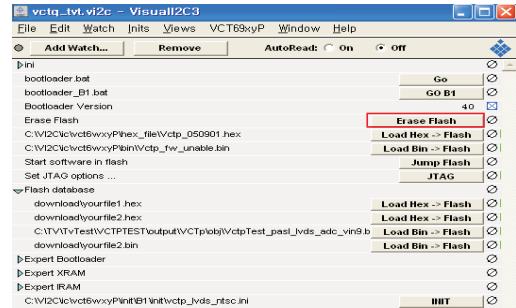 vctq_tvt.vi2c - VisualI2C3
File Edit Watch Inits Views VCT69xyP Window Help
Add Watch... Remove AutoRead: On Off
ini
bootloader.bat Go
bootloader_B1.bat GO B1
Bootloader Version 40
Erase Flash Erase Flash
C:\VI2C\ic\vct6wvxyP\hex_file\Vctp_050901.hex Load Hex -> Flash
C:\VI2C\ic\vct6wvxyP\bin\Vctp_fw_unable.bin Load Bin -> Flash
Start software in flash Jump Flash
Set JTAG options ... JTAG
Flash database
download\yourfile1.hex Load Hex -> Flash
download\yourfile2.hex Load Hex -> Flash
C:\TV\TvTest\VCTPTEST\output\VCTp\obj\VctpTest_pasl_lvds_adc_vin9.b Load Bin -> Flash
download\yourfile2.bin Load Bin -> Flash
Expert Bootloader
Expert XRAM
Expert IRAM
C:\VI2C\ic\vct6wvxyP\init\B1\init\vctp_lvds_ntsc.ini INIT